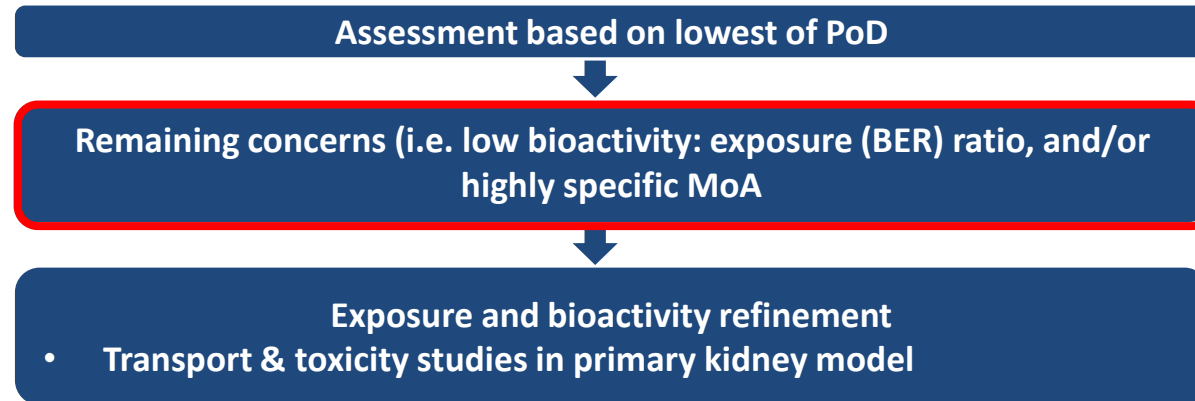 Assessment based on lowest of PoD
Remaining concerns (i.e. low bioactivity: exposure (BER) ratio, and/or
highly specific MoA
Exposure and bioactivity refinement
• Transport & toxicity studies in primary kidney model